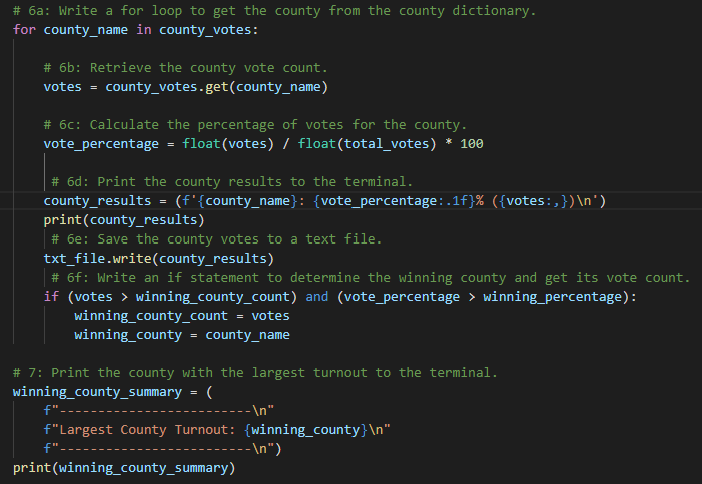 # 6a: Write a for loop to get the county from the county dictionary.
for county_name in county_votes:
# 6b: Retrieve the county vote count.
votes = county_votes.get(county_name)
# 6c: Calculate the percentage of votes for the county.
vote_percentage = float(votes) / float(total_votes) * 100
# 6d: Print the county results to the terminal.
county_results = (f'{county_name}: {vote_percentage:.1f}% ({votes:,})\n')
print(county_results)
# 6e: Save the county votes to a text file.
txt_file.write(county_results)
# 6f: Write an if statement to determine the winning county and get its vote count.
if (votes > winning_county_count) and (vote_percentage > winning_percentage):
winning_county_count = votes
winning_county = county_name
# 7: Print the county with the largest turnout to the terminal.
winning_county_summary = (
f"-------------------------\n"
f"Largest County Turnout: {winning_county}\n"
f"-------------------------\n")
print(winning_county_summary)